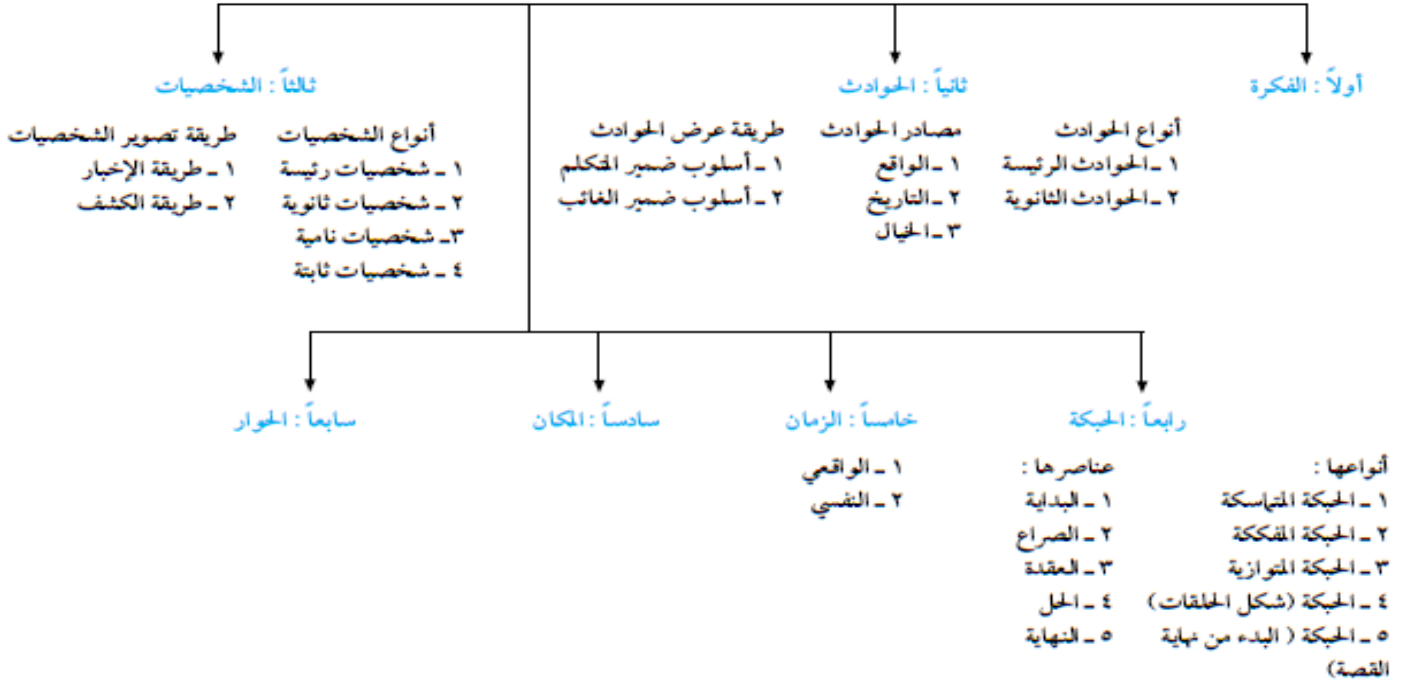 أولاً : الفكرة
ثانياً : الحوادث
أنواع الحوادث
١ ـ الحوادث الرئيسة
٢ ـ الحوادث الثانوية
مصادر الحوادث
١ ـ الواقع
٢ ـ التاريخ
٣ ـ الخيال
طريقة عرض الحوادث
١ ـ أسلوب ضمير المتكلم
٢ ـ أسلوب ضمير الغائب
ثالثاً : الشخصيات
أنواع الشخصيات
١ ـ شخصيات رئيسة
٢ ـ شخصيات ثانوية
٣ ـ شخصيات نامية
٤ ـ شخصيات ثابتة
طريقة تصوير الشخصيات
١ ـ طريقة الإخبار
٢ ـ طريقة الكشف
رابعاً : الحبكة
أنواعها :
١ ـ الحبكة المتماسكة
٢ ـ الحبكة المفككة
٣ ـ الحبكة المتوازية
٤ ـ الحبكة (شكل الحلقات)
٥ ـ الحبكة ( البدء من نهاية
القصة)
عناصرها :
١ ـ البداية
٢ ـ الصراع
٣ ـ العقدة
٤ ـ الحل
٥ ـ النهاية
خامساً : الزمان
١ ـ الواقعي
٢ ـ النفسي
سادساً : المكان
سابعاً : الحوار